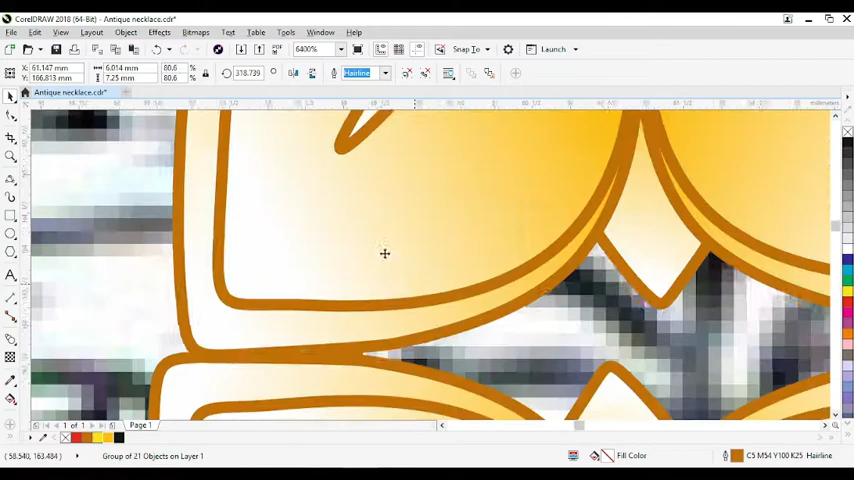 CorelDRAW 2018 (64-Bit) - Antique necklace.cdr*
File Edit View Layout Object Effects Bitmaps Text Table Tools Window Help
PDF 6400% Snap To Launch
X: 61.147 mm 6.014 mm 80.6 %
Y: 166.813 mm 7.25 mm 80.6 %
318.739 ° Hairline
Antique necklace.cdr*
millimeters
1 of 1 Page 1
( 58.540, 163.484 ) Group of 21 Objects on Layer 1 Fill Color C5 M54 Y100 K25 Hairline